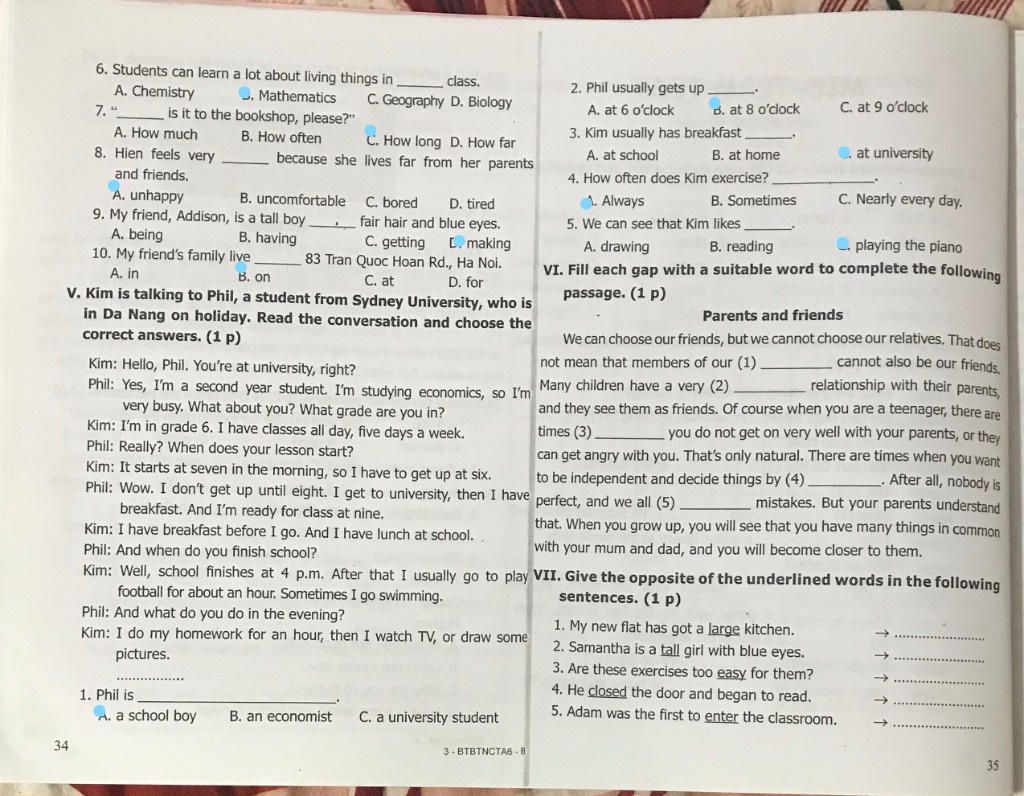 6. Students can learn a lot about living things in ______ class.
A. Chemistry B. Mathematics C. Geography D. Biology
7. "______ is it to the bookshop, please?"
A. How much B. How often C. How long D. How far
8. Hien feels very ______ because she lives far from her parents
and friends.
A. unhappy B. uncomfortable C. bored D. tired
9. My friend, Addison, is a tall boy ______ fair hair and blue eyes.
A. being B. having C. getting D. making
10. My friend's family live ______ 83 Tran Quoc Hoan Rd., Ha Noi.
A. in B. on C. at D. for
V. Kim is talking to Phil, a student from Sydney University, who is
in Da Nang on holiday. Read the conversation and choose the
correct answers. (1 p)
Kim: Hello, Phil. You're at university, right?
Phil: Yes, I'm a second year student. I'm studying economics, so I'm
very busy. What about you? What grade are you in?
Kim: I'm in grade 6. I have classes all day, five days a week.
Phil: Really? When does your lesson start?
Kim: It starts at seven in the morning, so I have to get up at six.
Phil: Wow. I don't get up until eight. I get to university, then I have
breakfast. And I'm ready for class at nine.
Kim: I have breakfast before I go. And I have lunch at school.
Phil: And when do you finish school?
Kim: Well, school finishes at 4 p.m. After that I usually go to play
football for about an hour. Sometimes I go swimming.
Phil: And what do you do in the evening?
Kim: I do my homework for an hour, then I watch TV, or draw some
pictures.
.................
1. Phil is ______________________.
A. a school boy B. an economist C. a university student
34
3 - BTBTNCTA6 - B
2. Phil usually gets up ______.
A. at 6 o'clock B. at 8 o'clock C. at 9 o'clock
3. Kim usually has breakfast ______.
A. at school B. at home C. at university
4. How often does Kim exercise? ____________.
A. Always B. Sometimes C. Nearly every day.
5. We can see that Kim likes ______.
A. drawing B. reading C. playing the piano
VI. Fill each gap with a suitable word to complete the following
passage. (1 p)
Parents and friends
We can choose our friends, but we cannot choose our relatives. That does
not mean that members of our (1) _________ cannot also be our friends.
Many children have a very (2) _________ relationship with their parents,
and they see them as friends. Of course when you are a teenager, there are
times (3) _________ you do not get on very well with your parents, or they
can get angry with you. That's only natural. There are times when you want
to be independent and decide things by (4) _________. After all, nobody is
perfect, and we all (5) _________ mistakes. But your parents understand
that. When you grow up, you will see that you have many things in common
with your mum and dad, and you will become closer to them.
VII. Give the opposite of the underlined words in the following
sentences. (1 p)
1. My new flat has got a large kitchen. → ........................
2. Samantha is a tall girl with blue eyes. → ........................
3. Are these exercises too easy for them? → ........................
4. He closed the door and began to read. → ........................
5. Adam was the first to enter the classroom. → ........................
35